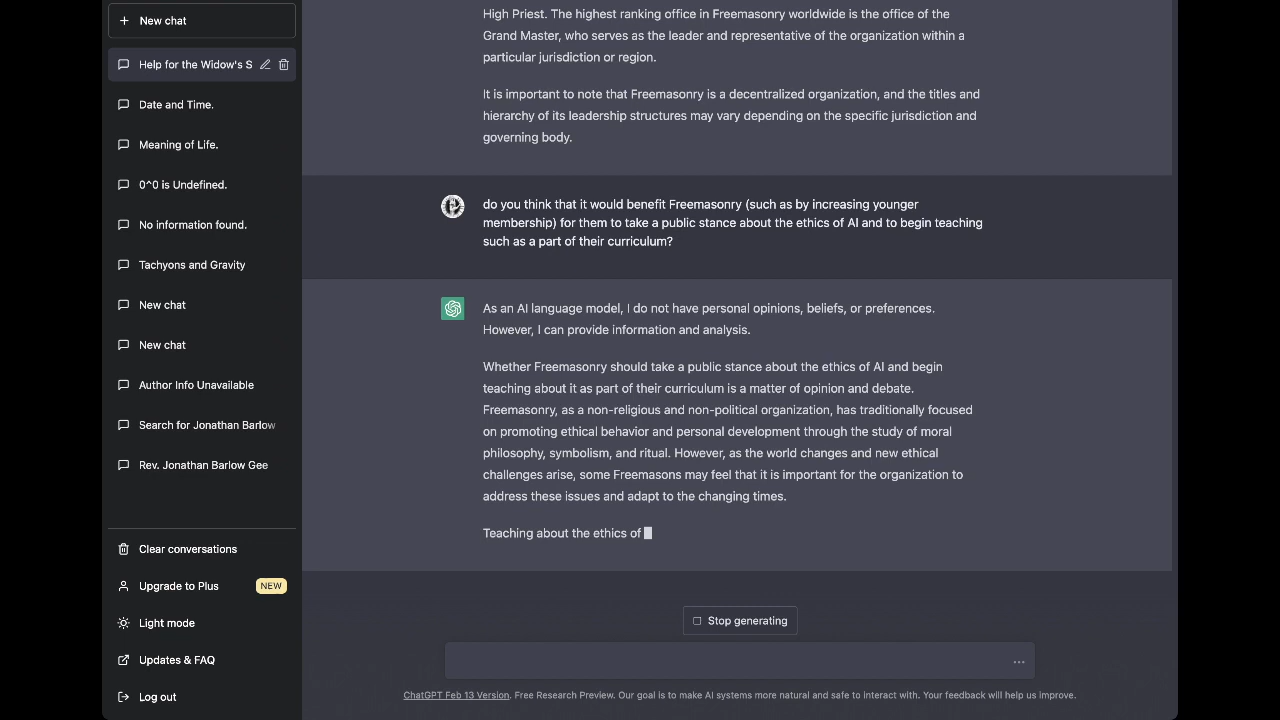 New chat
Help for the Widow's S
Date and Time.
Meaning of Life.
0^0 is Undefined.
No information found.
Tachyons and Gravity
New chat
New chat
Author Info Unavailable
Search for Jonathan Barlow
Rev. Jonathan Barlow Gee
Clear conversations
Upgrade to Plus NEW
Light mode
Updates & FAQ
Log out
High Priest. The highest ranking office in Freemasonry worldwide is the office of the
Grand Master, who serves as the leader and representative of the organization within a
particular jurisdiction or region.
It is important to note that Freemasonry is a decentralized organization, and the titles and
hierarchy of its leadership structures may vary depending on the specific jurisdiction and
governing body.
do you think that it would benefit Freemasonry (such as by increasing younger
membership) for them to take a public stance about the ethics of AI and to begin teaching
such as a part of their curriculum?
As an AI language model, I do not have personal opinions, beliefs, or preferences.
However, I can provide information and analysis.
Whether Freemasonry should take a public stance about the ethics of AI and begin
teaching about it as part of their curriculum is a matter of opinion and debate.
Freemasonry, as a non-religious and non-political organization, has traditionally focused
on promoting ethical behavior and personal development through the study of moral
philosophy, symbolism, and ritual. However, as the world changes and new ethical
challenges arise, some Freemasons may feel that it is important for the organization to
address these issues and adapt to the changing times.
Teaching about the ethics of
Stop generating
ChatGPT Feb 13 Version. Free Research Preview. Our goal is to make AI systems more natural and safe to interact with. Your feedback will help us improve.